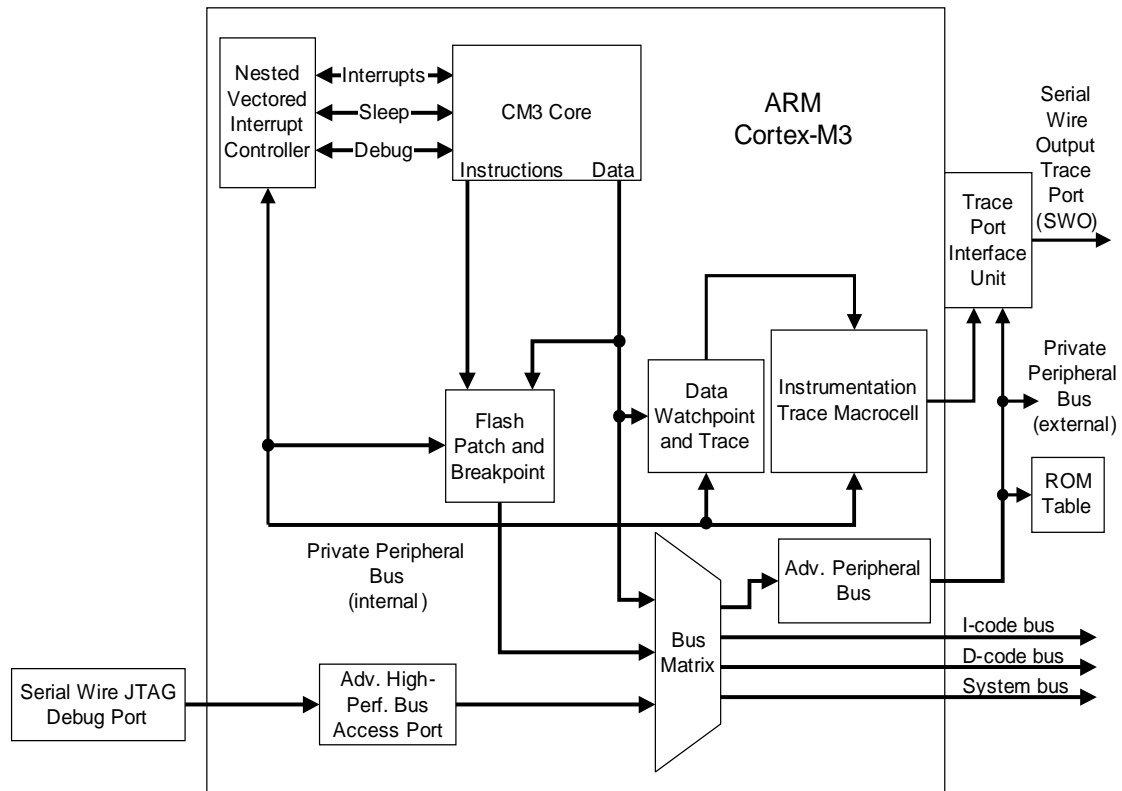 Nested
Vectored
Interrupt
Controller
Interrupts
Sleep
Debug
CM3 Core
Instructions
Data
ARM
Cortex-M3
Serial
Wire
Output
Trace
Port
(SWO)
Trace
Port
Interface
Unit
Flash
Patch and
Breakpoint
Data
Watchpoint
and Trace
Instrumentation
Trace Macrocell
Private
Peripheral
Bus
(external)
ROM
Table
Private Peripheral
Bus
(internal)
Adv. Peripheral
Bus
Bus
Matrix
I-code bus
D-code bus
System bus
Serial Wire JTAG
Debug Port
Adv. High-
Perf. Bus
Access Port